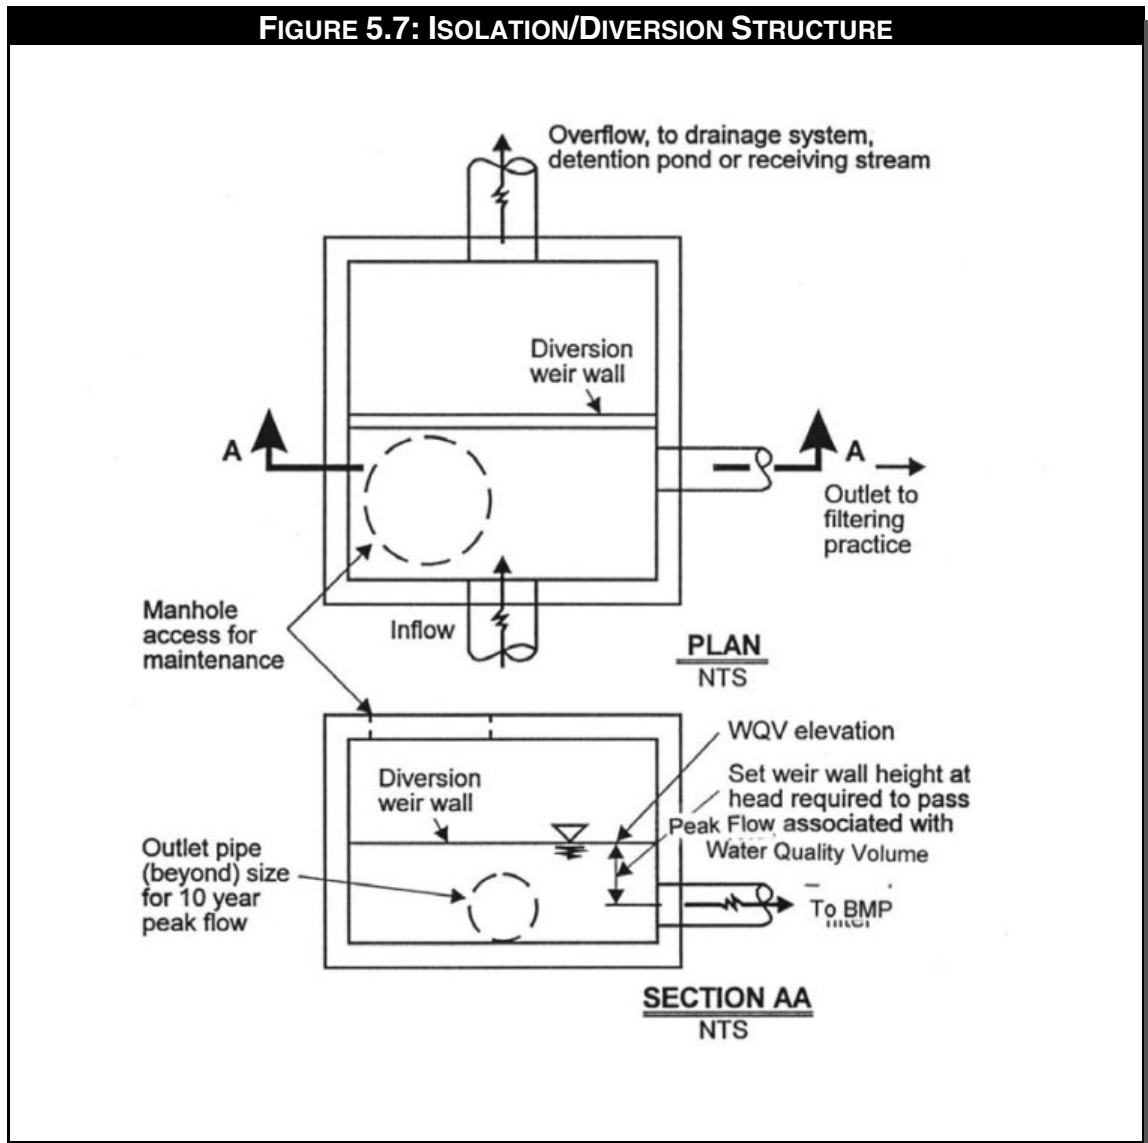 FIGURE 5.7: ISOLATION/DIVERSION STRUCTURE
Overflow, to drainage system,
detention pond or receiving stream
Diversion
weir wall
A
A
Outlet to
filtering
practice
Manhole
access for
maintenance
Inflow
PLAN
NTS
WQV elevation
Diversion
weir wall
Set weir wall height at
head required to pass
Peak Flow associated with
Water Quality Volume
Outlet pipe
(beyond) size
for 10 year
peak flow
To BMP
SECTION AA
NTS